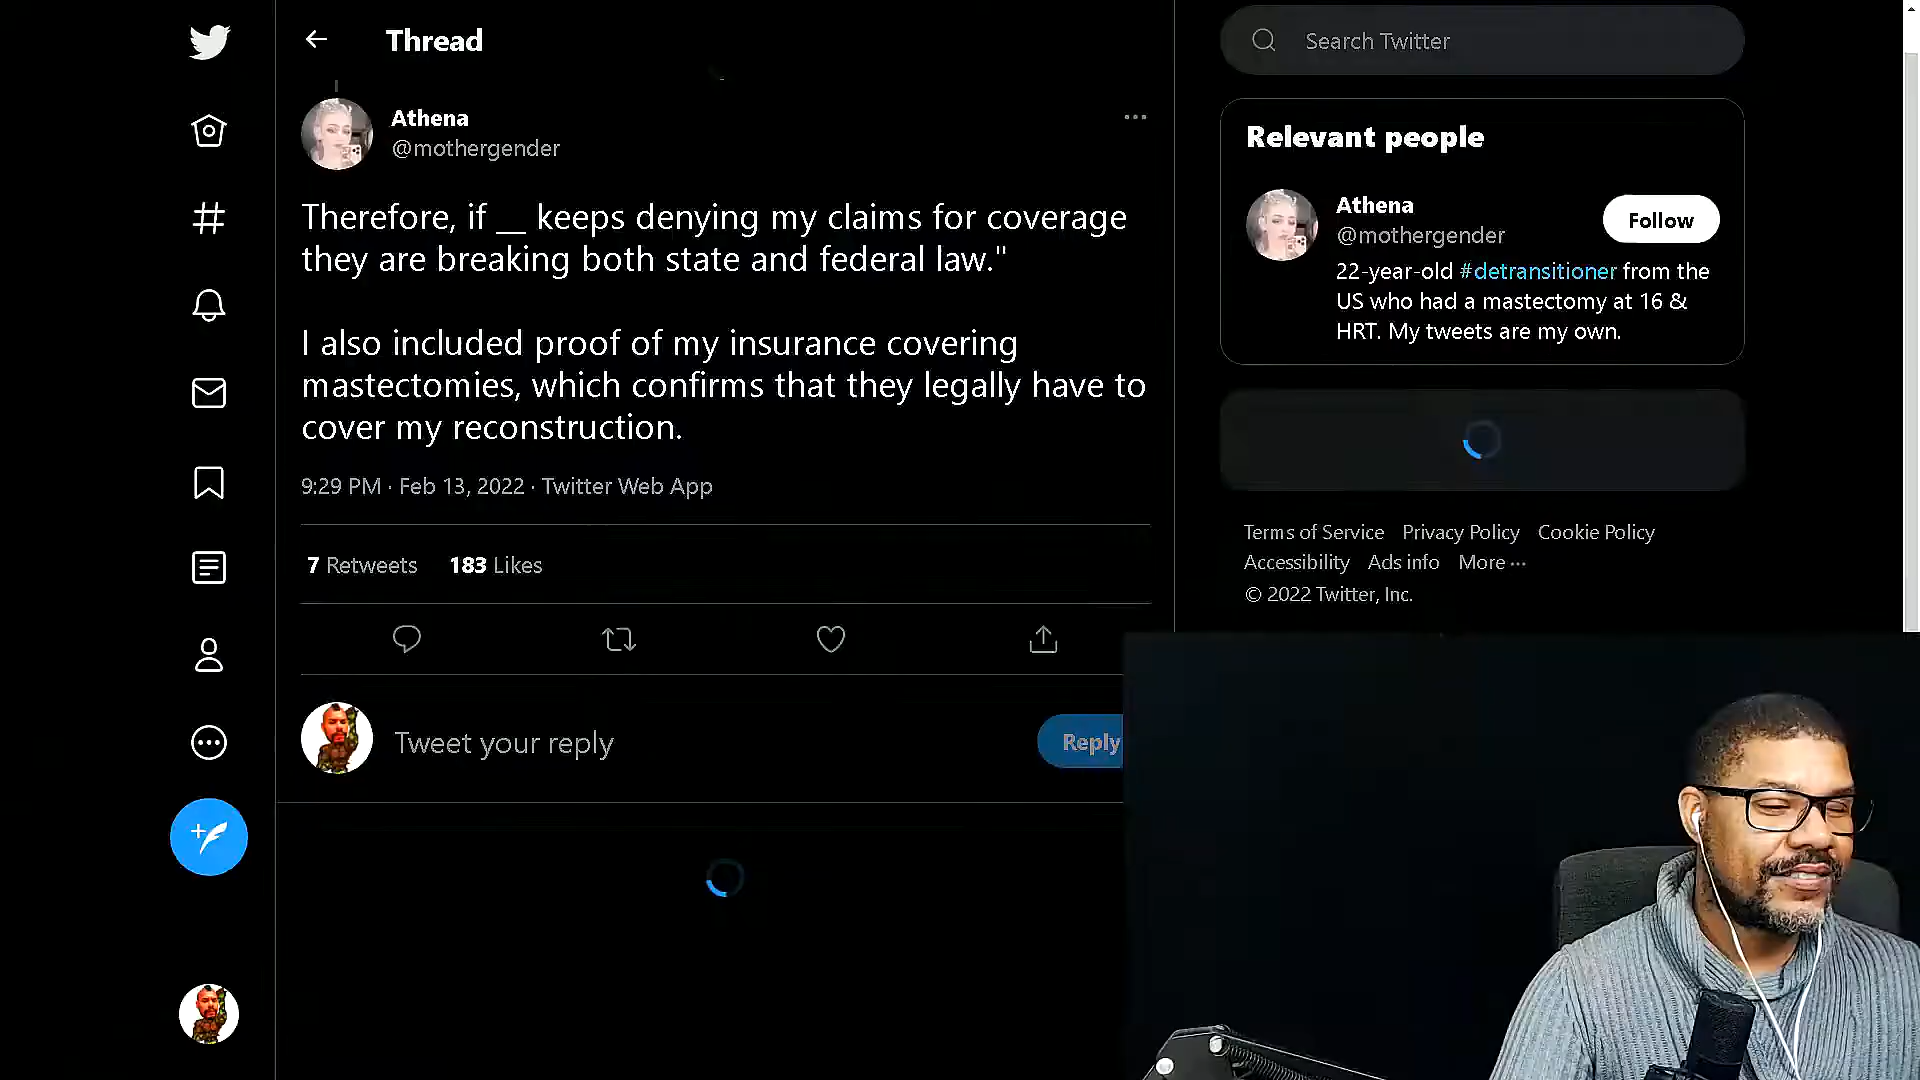 Thread
Athena
@mothergender
Therefore, if __ keeps denying my claims for coverage
they are breaking both state and federal law."
I also included proof of my insurance covering
mastectomies, which confirms that they legally have to
cover my reconstruction.
9:29 PM · Feb 13, 2022 · Twitter Web App
7 Retweets 183 Likes
Tweet your reply
Reply
Search Twitter
Relevant people
Athena
@mothergender
Follow
22-year-old #detransitioner from the
US who had a mastectomy at 16 &
HRT. My tweets are my own.
Terms of Service Privacy Policy Cookie Policy
Accessibility Ads info More ···
© 2022 Twitter, Inc.